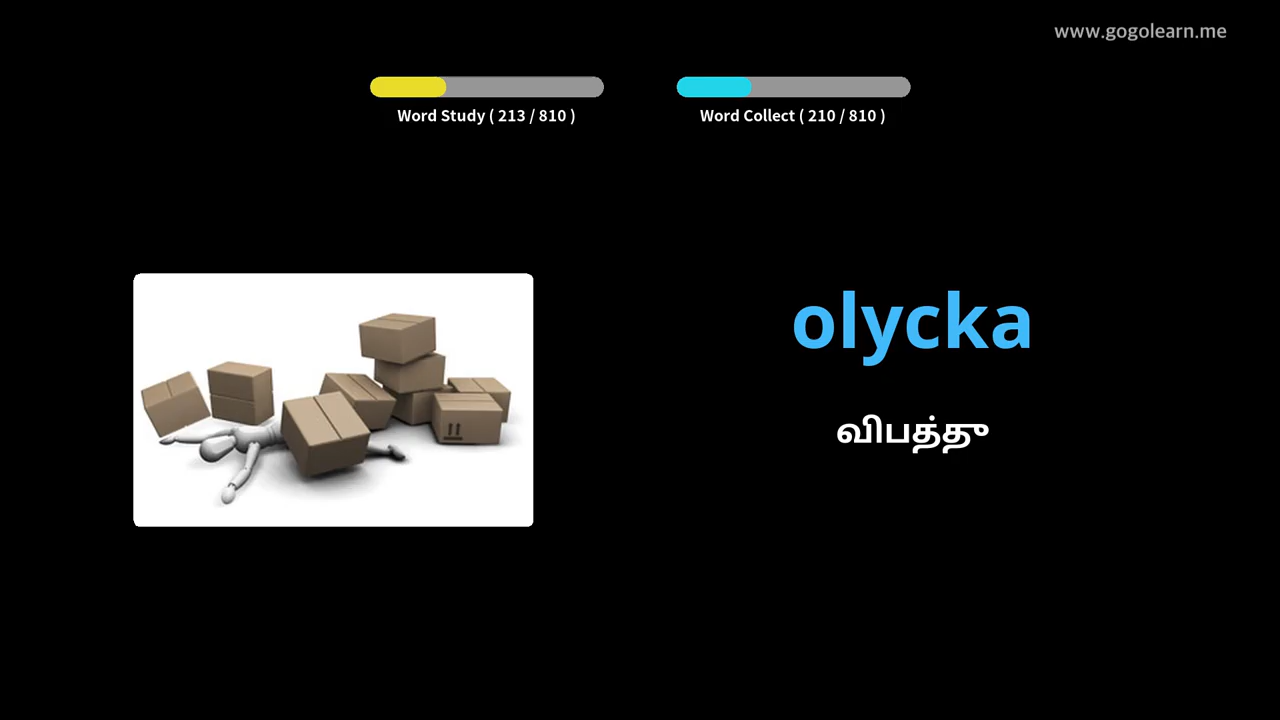 www.gogolearn.me
Word Study ( 213 / 810 )
Word Collect ( 210 / 810 )
olycka
விபத்து